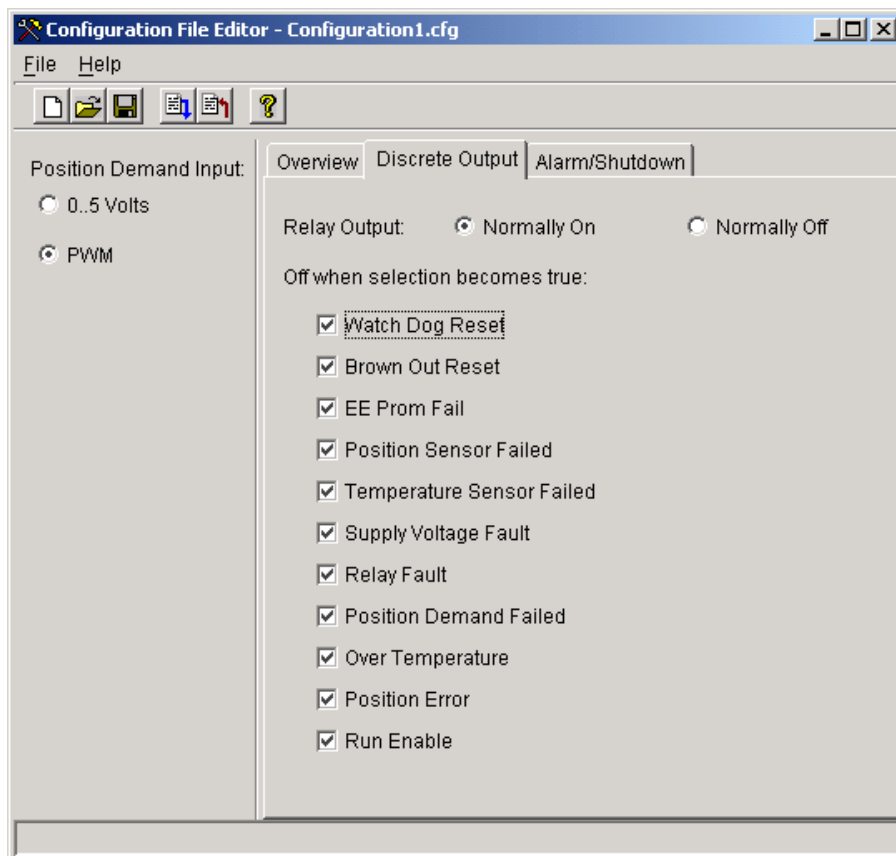 Configuration File Editor - Configuration1.cfg
File Help
Position Demand Input:
0..5 Volts
PWM
Overview Discrete Output Alarm/Shutdown
Relay Output: Normally On Normally Off
Off when selection becomes true:
Watch Dog Reset
Brown Out Reset
EE Prom Fail
Position Sensor Failed
Temperature Sensor Failed
Supply Voltage Fault
Relay Fault
Position Demand Failed
Over Temperature
Position Error
Run Enable